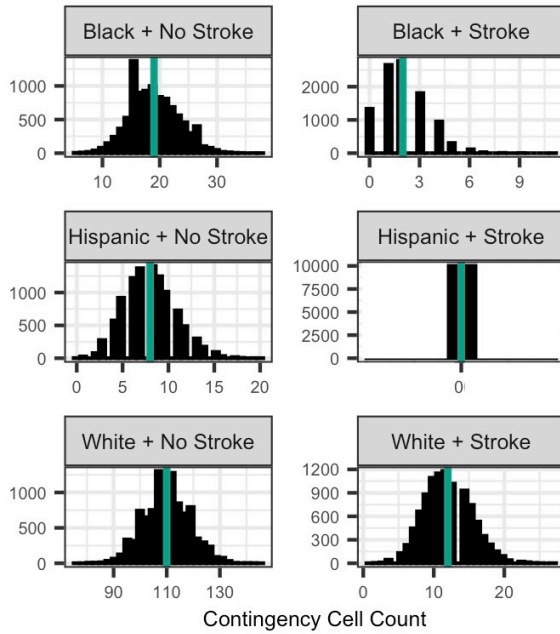 Black + No Stroke
Black + Stroke
1000
500
0
10 20 30
2000
1000
0
0 3 6 9
Hispanic + No Stroke
Hispanic + Stroke
1000
500
0
0 5 10 15 20
10000
7500
5000
2500
0
0
White + No Stroke
White + Stroke
1000
500
0
90 110 130
1200
900
600
300
0
0 10 20
Contingency Cell Count